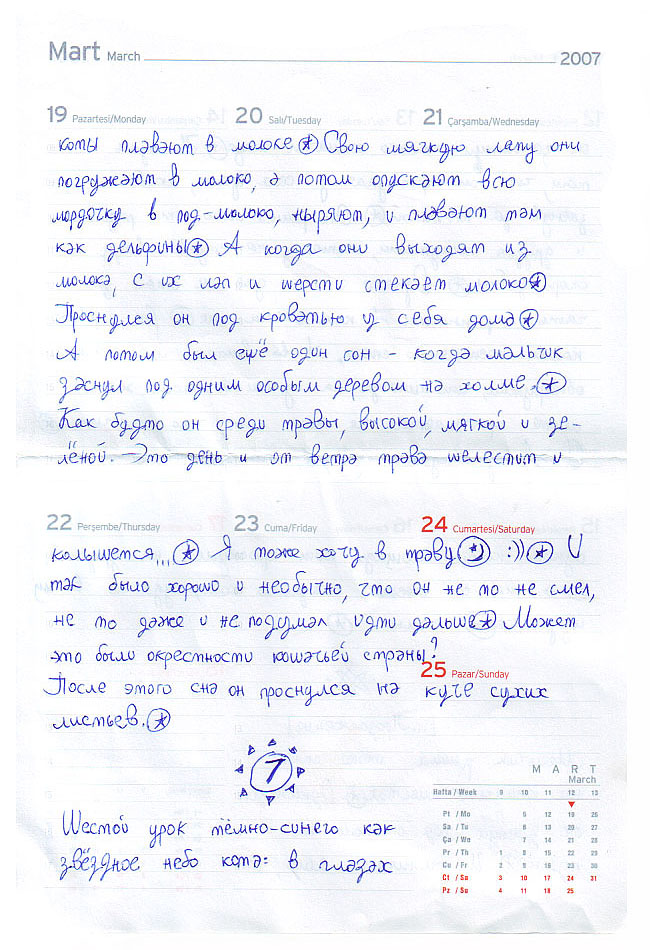 Mart March 2007
19 Pazartesi/Monday 20 Salı/Tuesday 21 Çarşamba/Wednesday
коты плавают в молоке * Свою мягкую лапу они
погружают в молоко, а потом опускают всю
мордочку в под-молоко, ныряют, и плавают там
как дельфины * А когда они выходят из
молока, с их лап и шерсти стекает молоко *
Проснулся он под кроватью у себя дома *
А потом был ещё один сон - когда мальчик
заснул под одним особым деревом на холме. *
Как будто он среди травы, высокой, мягкой и зе-
лёной. Это день и от ветра трава шелестит и
22 Perşembe/Thursday 23 Cuma/Friday 24 Cumartesi/Saturday
колышется... * Я тоже хочу в траву :)) * И
так было хорошо и необычно, что он не то не смел,
не то даже и не подумал идти дальше * Может
это были окрестности кошачьей страны?
25 Pazar/Sunday
После этого сна он проснулся на куче сухих
листьев. *
7
Шестой урок тёмно-синего как
звёздное небо кота: в глазах
M A R T
March
Hafta / Week 9 10 11 12 13
Pt / Mo 5 12 19 26
Sa / Tu 6 13 20 27
Ça / We 7 14 21 28
Pr / Th 1 8 15 22 29
Cu / Fr 2 9 16 23 30
Ct / Sa 3 10 17 24 31
Pz / Su 4 11 18 25